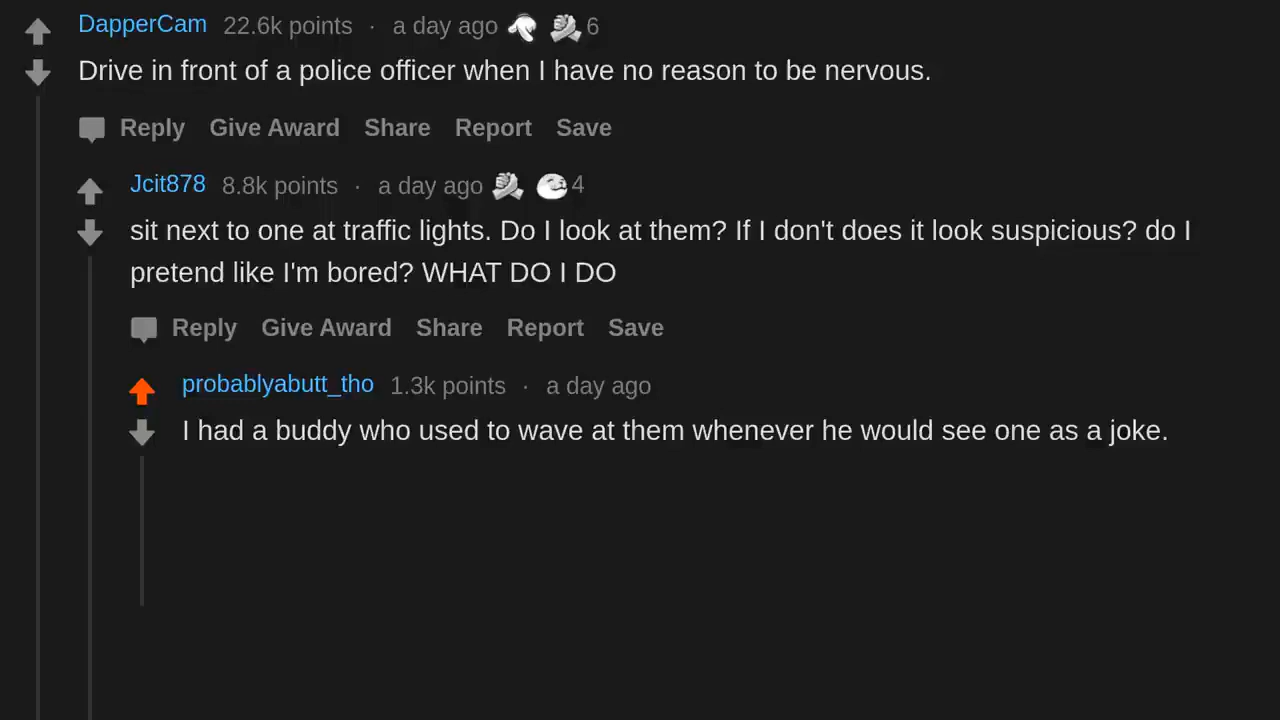 DapperCam 22.6k points · a day ago 6
Drive in front of a police officer when I have no reason to be nervous.
Reply Give Award Share Report Save
Jcit878 8.8k points · a day ago 4
sit next to one at traffic lights. Do I look at them? If I don't does it look suspicious? do I
pretend like I'm bored? WHAT DO I DO
Reply Give Award Share Report Save
probablyabutt_tho 1.3k points · a day ago
I had a buddy who used to wave at them whenever he would see one as a joke.